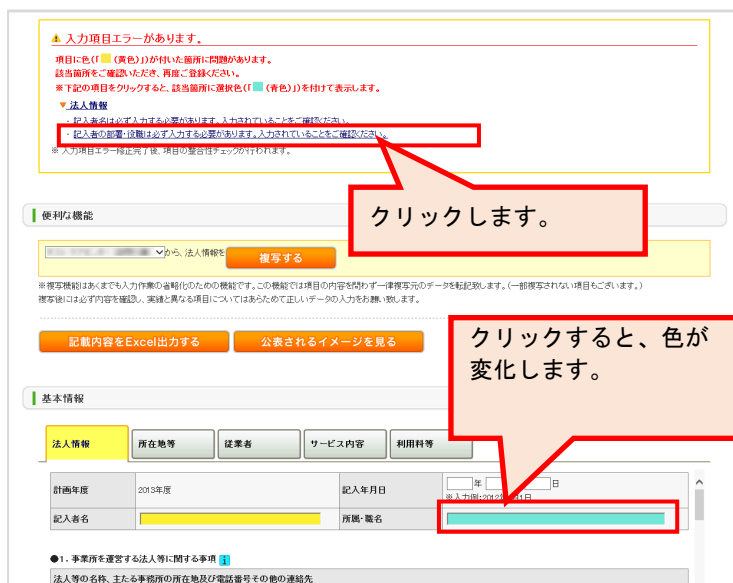 入力項目エラーがあります。
項目に色(「 (黄色)」)が付いた箇所に問題があります。
該当箇所をご確認いただき、再度ご登録ください。
※下記の項目をクリックすると、該当箇所に選択色(「 (青色)」)を付けて表示します。
▼法人情報
・記入者名は必ず入力する必要があります。入力されていることをご確認ください。
・記入者の部署・役職は必ず入力する必要があります。入力されていることをご確認ください。
※ 入力項目エラー修正完了後、項目の整合性チェックが行われます。
クリックします。
便利な機能
から、法人情報を 複写する
※複写機能はあくまでも入力作業の省略化のための機能です。この機能では項目の内容を問わず一律複写元のデータを転記致します。(一部複写されない項目もございます。)
複写後には必ず内容を確認し、実績と異なる項目についてはあらためて正しいデータの入力をお願い致します。
記載内容をExcel出力する 公表されるイメージを見る
クリックすると、色が
変化します。
基本情報
法人情報 所在地等 従業者 サービス内容 利用料等
計画年度 2013年度 記入年月日 年 日
※入力例:2012年
記入者名 所属・職名
●1．事業所を運営する法人等に関する事項 i
法人等の名称、主たる事務所の所在地及び電話番号その他の連絡先